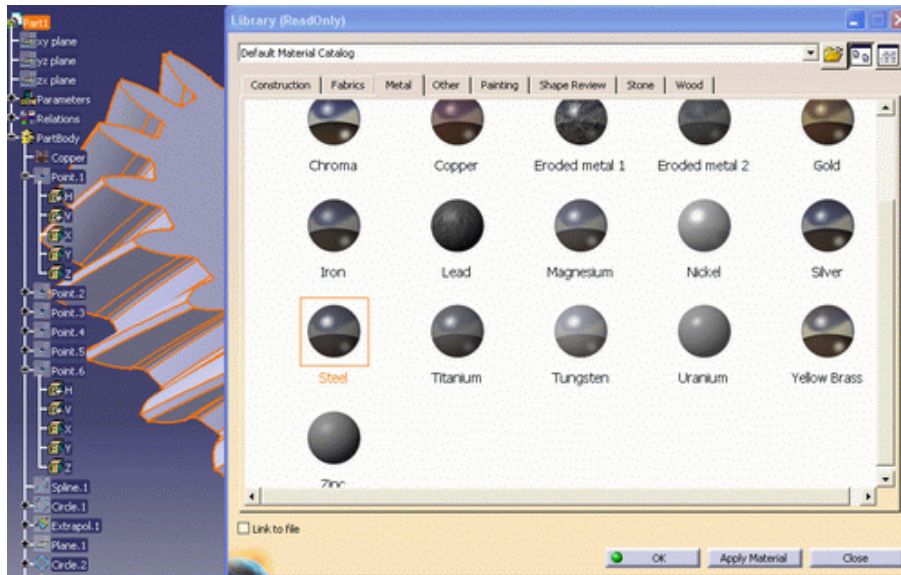 Part1
xy plane
yz plane
zx plane
Parameters
Relations
PartBody
Copper
Point.1
H
V
X
Y
Z
Point.2
Point.3
Point.4
Point.5
Point.6
H
V
X
Y
Z
Spline.1
Circle.1
Extrapol.1
Plane.1
Circle.2
Library (ReadOnly)
Default Material Catalog
Construction Fabrics Metal Other Painting Shape Review Stone Wood
Chroma Copper Eroded metal 1 Eroded metal 2 Gold
Iron Lead Magnesium Nickel Silver
Steel Titanium Tungsten Uranium Yellow Brass
Zinc
Link to file
OK Apply Material Close